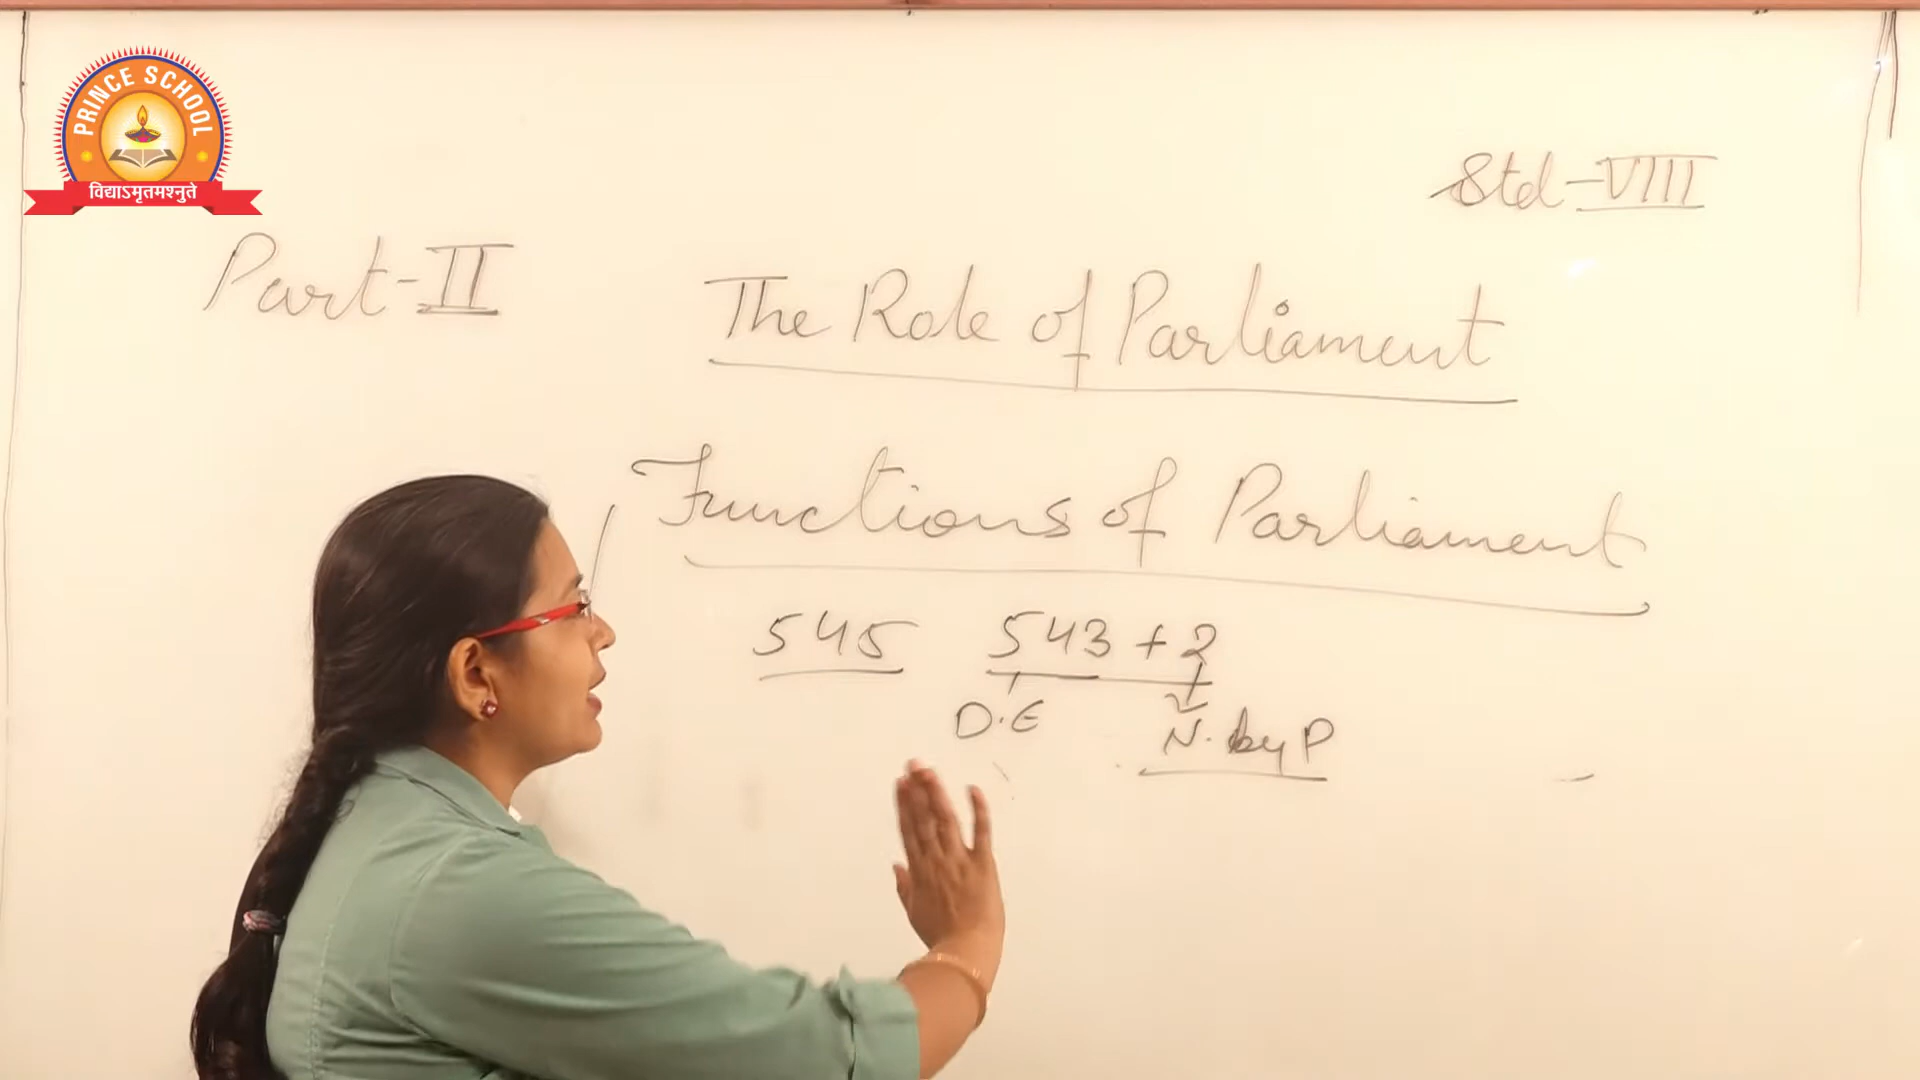 PRINCE SCHOOL
विद्याऽमृतमश्नुते
Std-VIII
Part-II
The Role of Parliament
Functions of Parliament
545 543+2
D.E N. by P